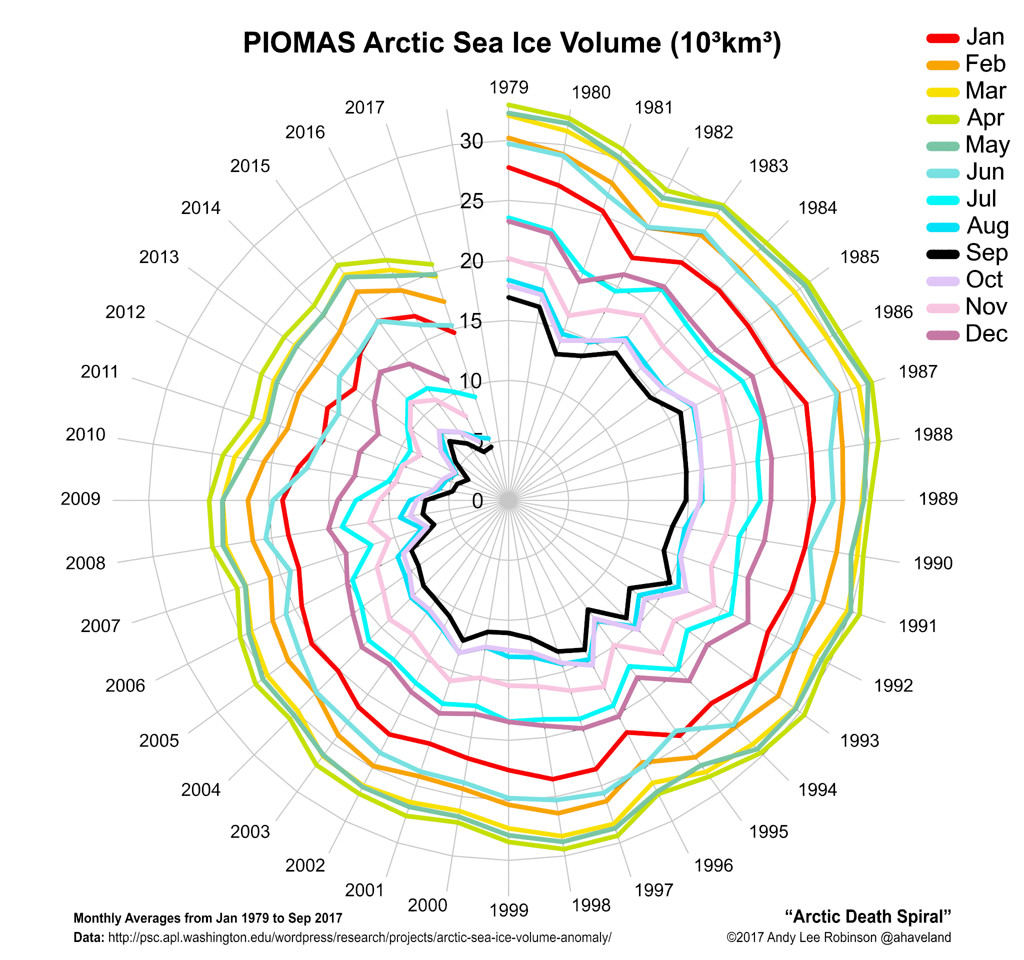 PIOMAS Arctic Sea Ice Volume (10³km³)
Jan
Feb
Mar
Apr
May
Jun
Jul
Aug
Sep
Oct
Nov
Dec
1979
1980
1981
1982
1983
1984
1985
1986
1987
1988
1989
1990
1991
1992
1993
1994
1995
1996
1997
1998
1999
2000
2001
2002
2003
2004
2005
2006
2007
2008
2009
2010
2011
2012
2013
2014
2015
2016
2017
30
25
20
15
10
5
0
Monthly Averages from Jan 1979 to Sep 2017
Data: http://psc.apl.washington.edu/wordpress/research/projects/arctic-sea-ice-volume-anomaly/
“Arctic Death Spiral”
©2017 Andy Lee Robinson @ahaveland